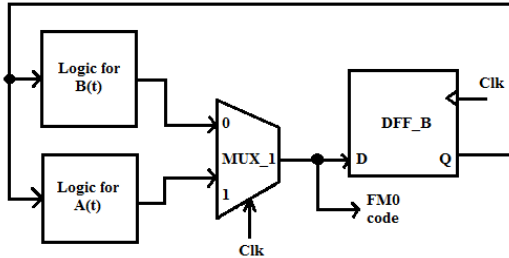 Logic for
B(t)
Clk
0
DFF_B
MUX_1
D
Q
Logic for
A(t)
1
FM0
code
Clk